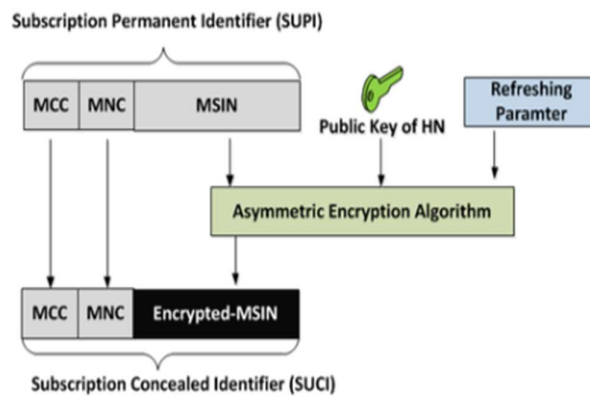 Subscription Permanent Identifier (SUPI)
MCC MNC MSIN
Public Key of HN
Refreshing
Paramter
Asymmetric Encryption Algorithm
MCC MNC Encrypted-MSIN
Subscription Concealed Identifier (SUCI)